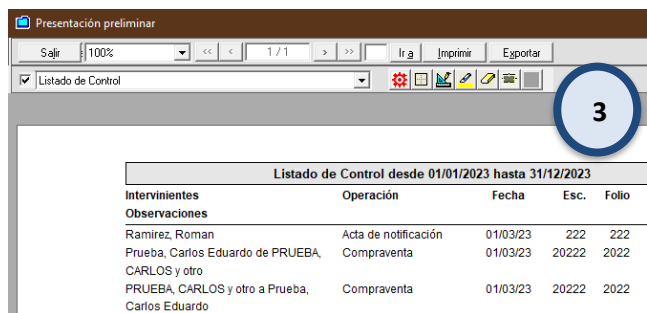 Presentación preliminar
Salir 100% << < 1 / 1 > >> Ir a Imprimir Exportar
Listado de Control
3
Listado de Control desde 01/01/2023 hasta 31/12/2023
Intervinientes Operación Fecha Esc. Folio
Observaciones
Ramirez, Roman Acta de notificación 01/03/23 222 222
Prueba, Carlos Eduardo de PRUEBA, Compraventa 01/03/23 20222 2022
CARLOS y otro
PRUEBA, CARLOS y otro a Prueba, Compraventa 01/03/23 20222 2022
Carlos Eduardo